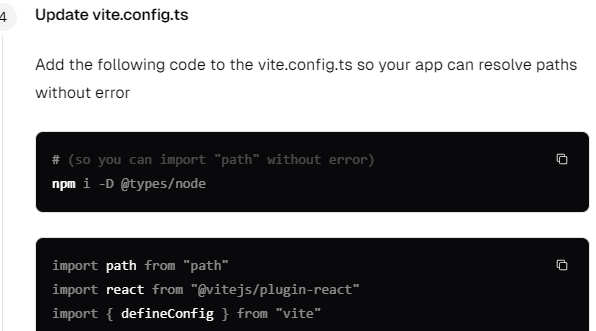 4
Update vite.config.ts
Add the following code to the vite.config.ts so your app can resolve paths
without error
# (so you can import "path" without error)
npm i -D @types/node
import path from "path"
import react from "@vitejs/plugin-react"
import { defineConfig } from "vite"